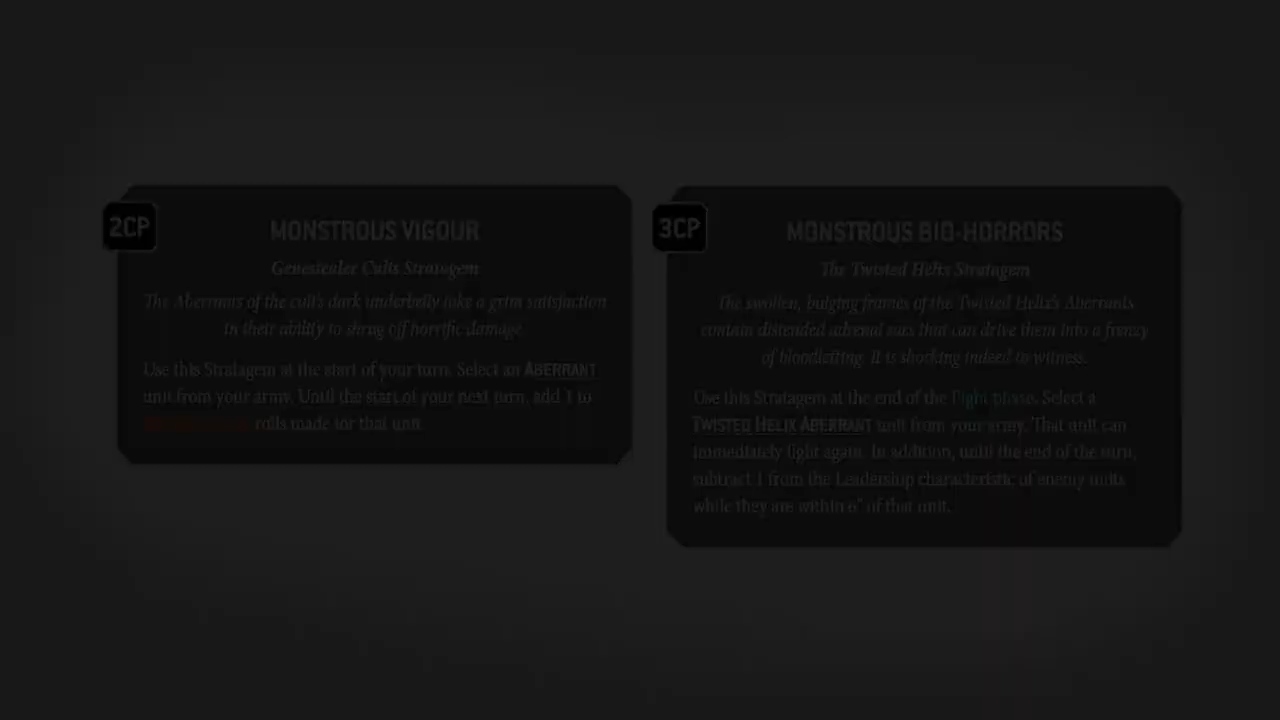 2CP
MONSTROUS VIGOUR
Genestealer Cults Stratagem
The Aberrants of the cult's dark underbelly take a grim satisfaction
in their ability to shrug off horrific damage.
Use this Stratagem at the start of your turn. Select an ABERRANT
unit from your army. Until the start of your next turn, add 1 to
rolls made for that unit.
3CP
MONSTROUS BIO-HORRORS
The Twisted Helix Stratagem
The swollen, bulging frames of the Twisted Helix's Aberrants
contain distended adrenal sacs that can drive them into a frenzy
of bloodletting. It is shocking indeed to witness.
Use this Stratagem at the end of the Fight phase. Select a
TWISTED HELIX ABERRANT unit from your army. That unit can
immediately fight again. In addition, until the end of the turn,
subtract 1 from the Leadership characteristic of enemy units
while they are within 6" of that unit.